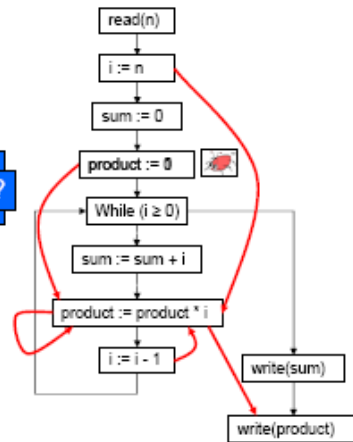 read(n)
i := n
sum := 0
product := 0
?
While (i ≥ 0)
sum := sum + i
product := product * i
i := i - 1
write(sum)
write(product)